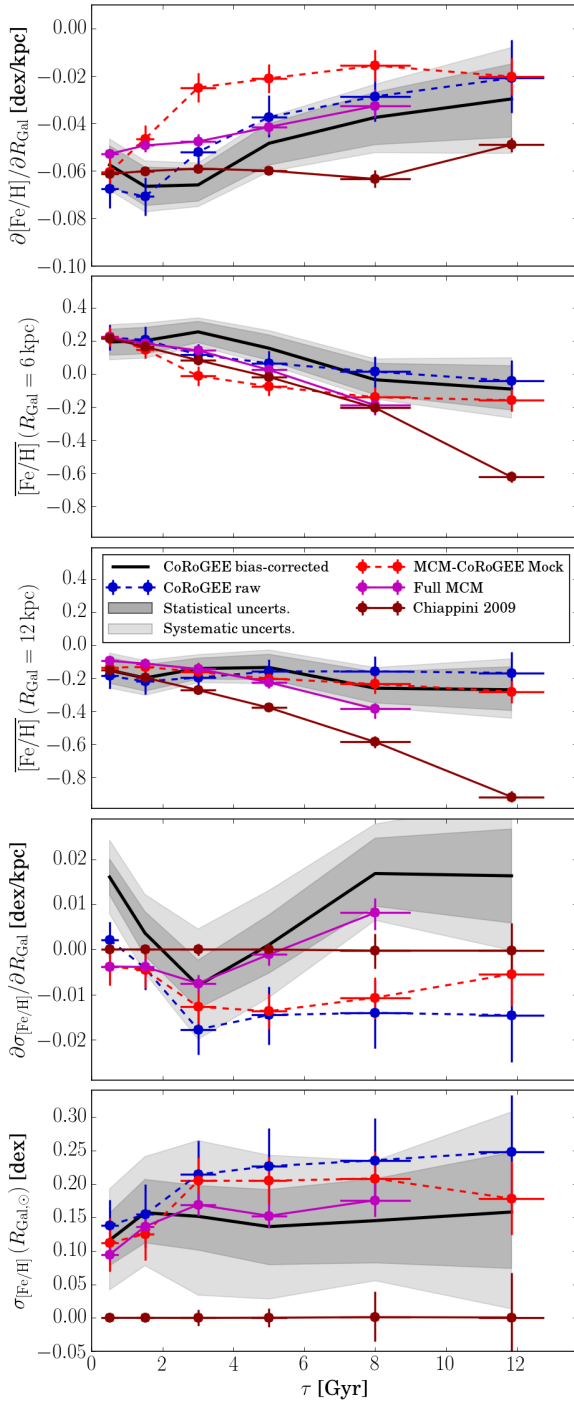 0.00
−0.02
−0.04
−0.06
−0.08
−0.10
∂[Fe/H]/∂R_Gal [dex/kpc]
0.4
0.2
0.0
−0.2
−0.4
−0.6
−0.8
[Fe/H] (R_Gal = 6 kpc)
CoRoGEE bias-corrected
CoRoGEE raw
Statistical uncerts.
Systematic uncerts.
MCM-CoRoGEE Mock
Full MCM
Chiappini 2009
0.4
0.2
0.0
−0.2
−0.4
−0.6
−0.8
[Fe/H] (R_Gal = 12 kpc)
0.02
0.01
0.00
−0.01
−0.02
∂σ_[Fe/H]/∂R_Gal [dex/kpc]
0.30
0.25
0.20
0.15
0.10
0.05
0.00
−0.05
σ_[Fe/H](R_Gal,⊙) [dex]
0 2 4 6 8 10 12
τ [Gyr]